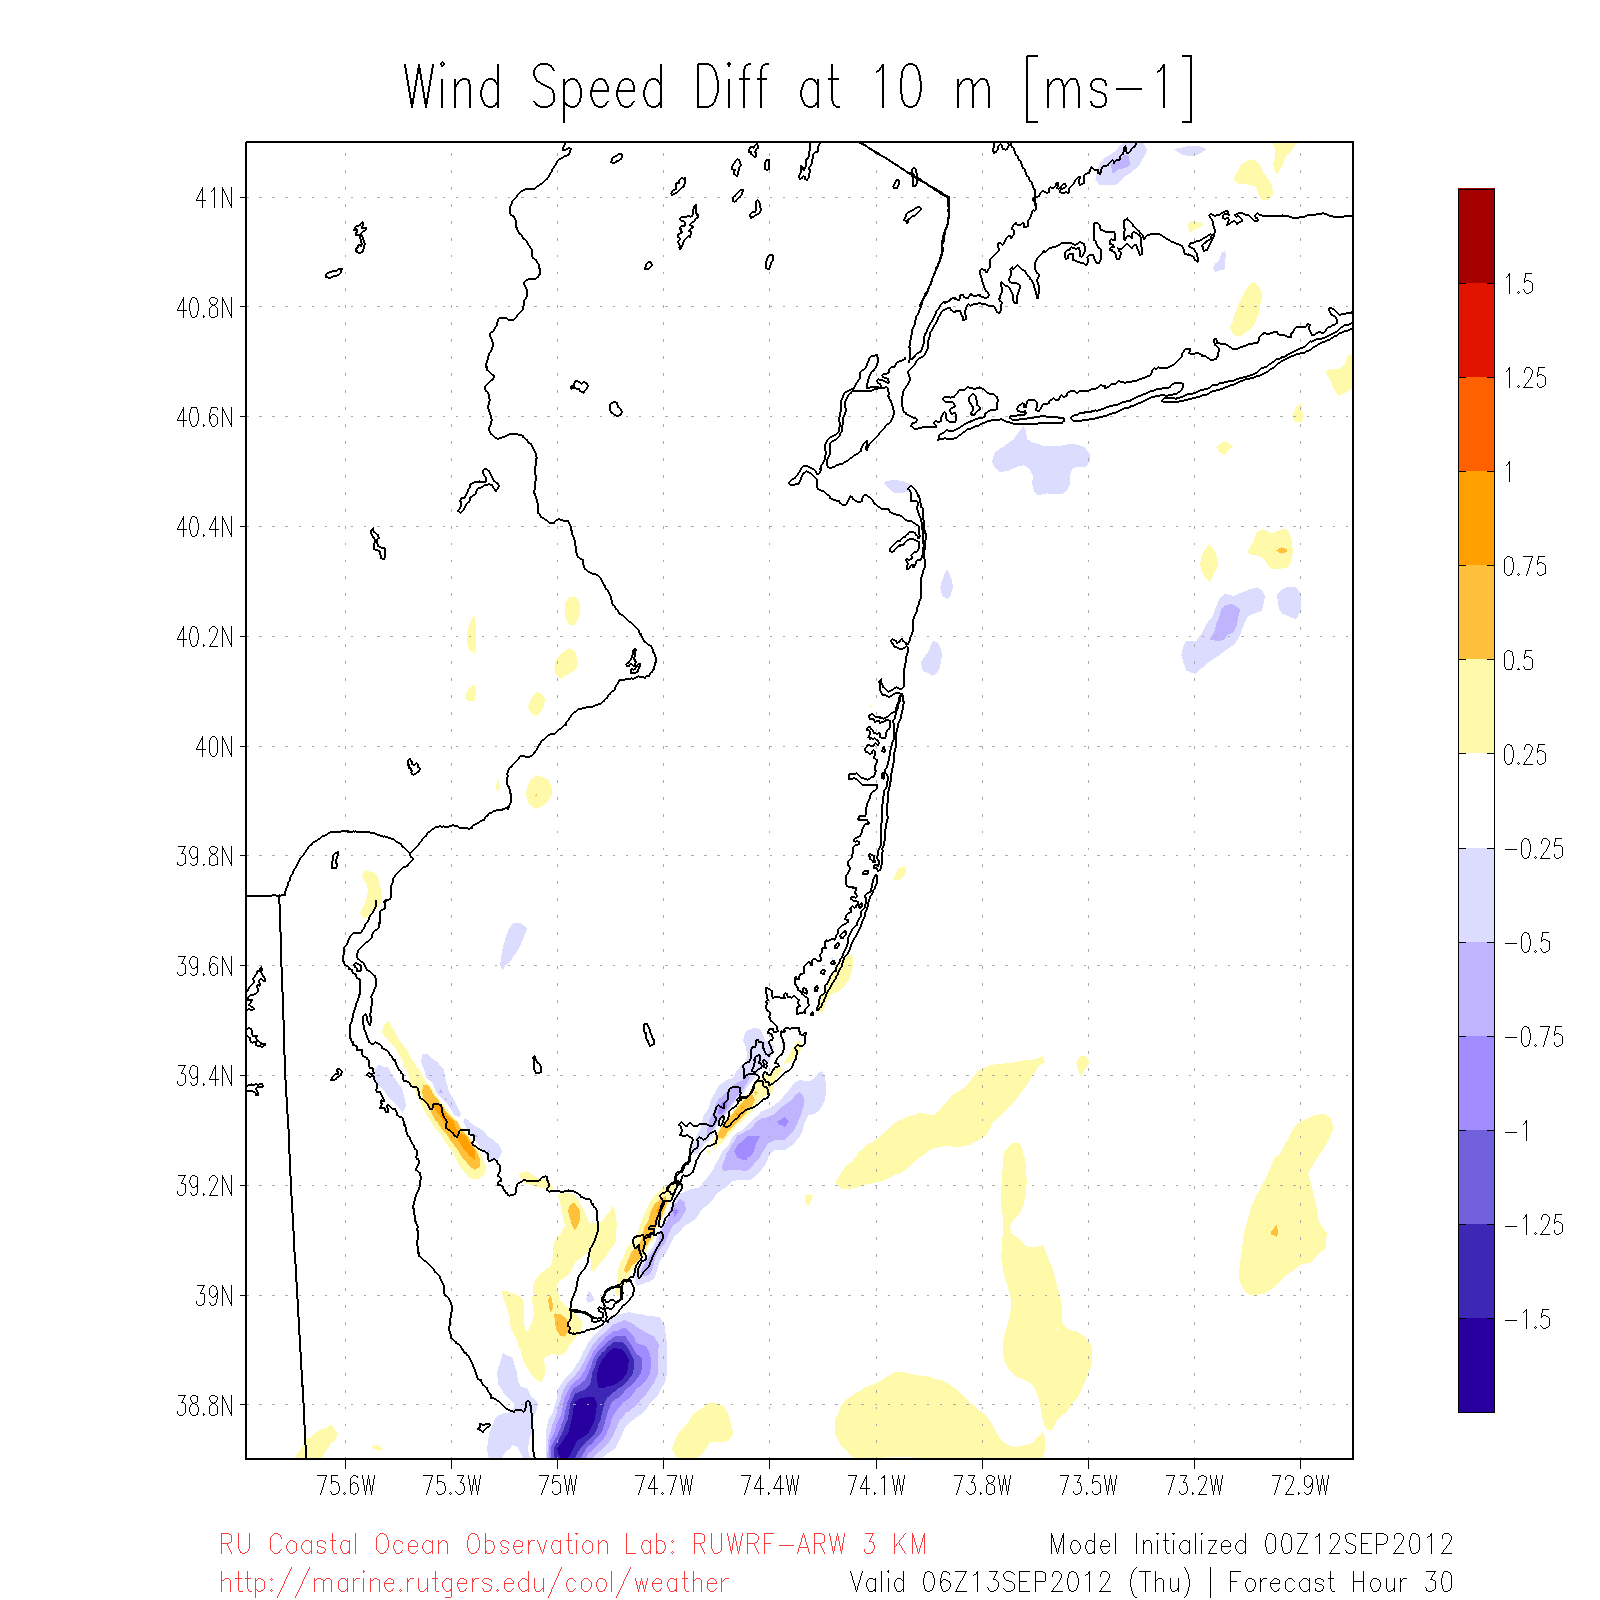 Wind Speed Diff at 10 m [ms-1]
41N
40.8N
40.6N
40.4N
40.2N
40N
39.8N
39.6N
39.4N
39.2N
39N
38.8N
75.6W 75.3W 75W 74.7W 74.4W 74.1W 73.8W 73.5W 73.2W 72.9W
1.5
1.25
1
0.75
0.5
0.25
-0.25
-0.5
-0.75
-1
-1.25
-1.5
RU Coastal Ocean Observation Lab: RUWRF-ARW 3 KM
http://marine.rutgers.edu/cool/weather
Model Initialized 00Z12SEP2012
Valid 06Z13SEP2012 (Thu) | Forecast Hour 30